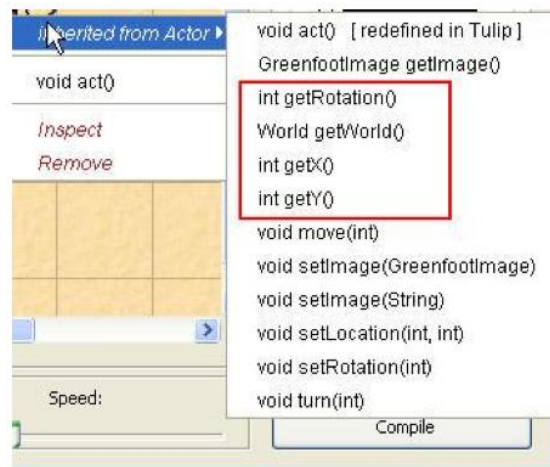 inherited from Actor
void act()
Inspect
Remove
Speed:
void act() [ redefined in Tulip ]
GreenfootImage getImage()
int getRotation()
World getWorld()
int getX()
int getY()
void move(int)
void setImage(GreenfootImage)
void setImage(String)
void setLocation(int, int)
void setRotation(int)
void turn(int)
Compile